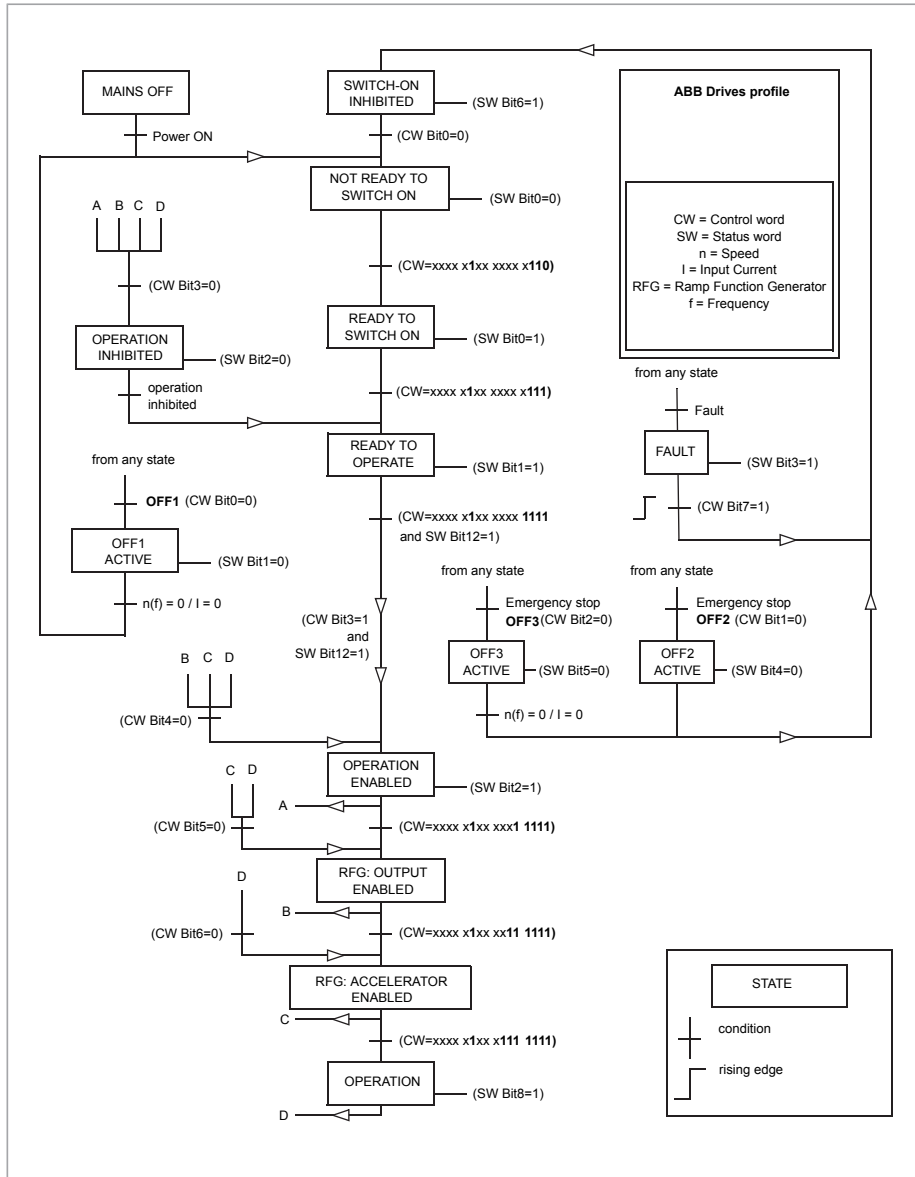 MAINS OFF
Power ON
SWITCH-ON
INHIBITED
(SW Bit6=1)
(CW Bit0=0)
NOT READY TO
SWITCH ON
(SW Bit0=0)
A B C D
(CW Bit3=0)
OPERATION
INHIBITED
(SW Bit2=0)
operation
inhibited
(CW=xxxx x1xx xxxx x110)
READY TO
SWITCH ON
(SW Bit0=1)
(CW=xxxx x1xx xxxx x111)
READY TO
OPERATE
(SW Bit1=1)
(CW=xxxx x1xx xxxx 1111
and SW Bit12=1)
from any state
OFF1 (CW Bit0=0)
OFF1
ACTIVE
(SW Bit1=0)
n(f) = 0 / I = 0
(CW Bit3=1
and
SW Bit12=1)
ABB Drives profile
CW = Control word
SW = Status word
n = Speed
I = Input Current
RFG = Ramp Function Generator
f = Frequency
from any state
Fault
FAULT
(SW Bit3=1)
(CW Bit7=1)
from any state
Emergency stop
OFF3 (CW Bit2=0)
OFF3
ACTIVE
(SW Bit5=0)
n(f) = 0 / I = 0
from any state
Emergency stop
OFF2 (CW Bit1=0)
OFF2
ACTIVE
(SW Bit4=0)
B C D
(CW Bit4=0)
OPERATION
ENABLED
(SW Bit2=1)
A
C D
(CW Bit5=0)
(CW=xxxx x1xx xxx1 1111)
RFG: OUTPUT
ENABLED
B
D
(CW Bit6=0)
(CW=xxxx x1xx xx11 1111)
RFG: ACCELERATOR
ENABLED
C
(CW=xxxx x1xx x111 1111)
OPERATION
(SW Bit8=1)
D
STATE
condition
rising edge